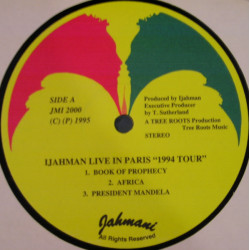 SIDE A
JMI 2000
(C) (P) 1995
Produced by Ijahman
Executive Producer
by T. Sutherland
A TREE ROOTS Production
Tree Roots Music
STEREO
IJAHMAN LIVE IN PARIS "1994 TOUR"
1. BOOK OF PROPHECY
2. AFRICA
3. PRESIDENT MANDELA
Jahmani
All Rights Reserved